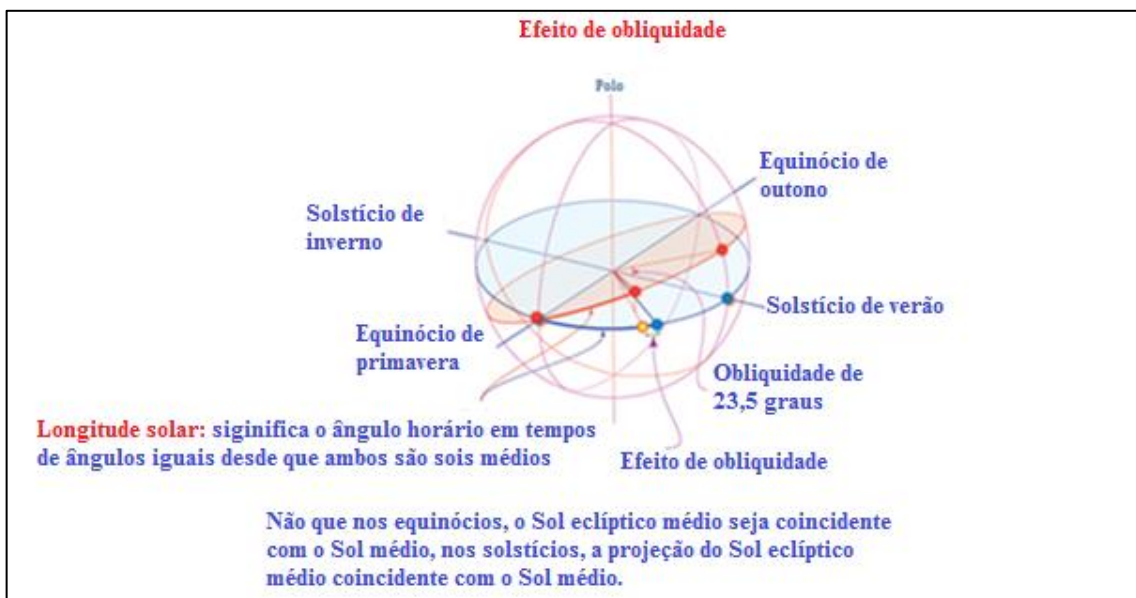 Efeito de obliquidade
Polo
Equinócio de
outono
Solstício de
inverno
Solstício de verão
Equinócio de
primavera
Obliquidade de
23,5 graus
Longitude solar: siginifica o ângulo horário em tempos
de ângulos iguais desde que ambos são sois médios
Efeito de obliquidade
Não que nos equinócios, o Sol eclíptico médio seja coincidente
com o Sol médio, nos solstícios, a projeção do Sol eclíptico
médio coincidente com o Sol médio.